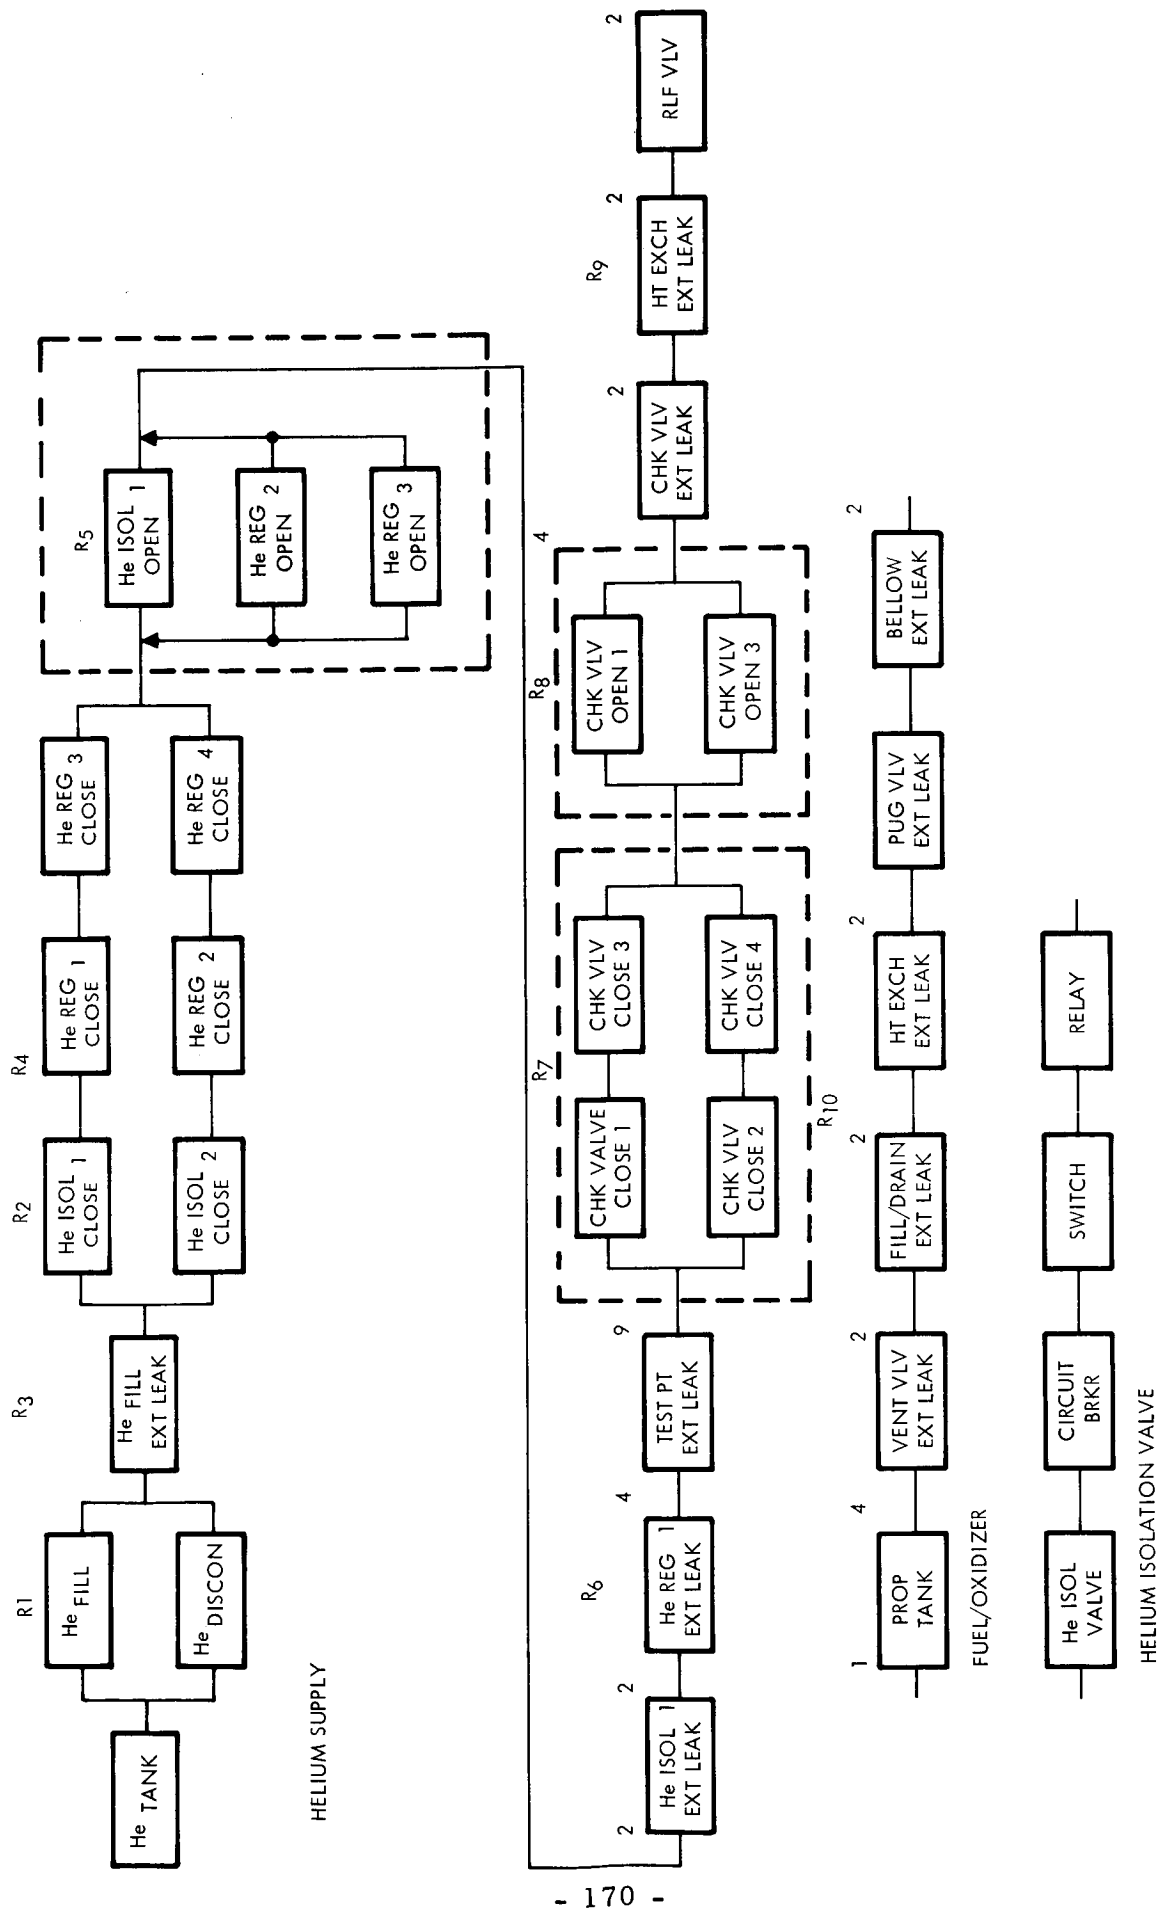 R1
He TANK
He FILL
He DISCON
HELIUM SUPPLY
R3
He FILL
EXT LEAK
R2
He ISOL 1
CLOSE
He ISOL 2
CLOSE
R4
He REG 1
CLOSE
He REG 2
CLOSE
He REG 3
CLOSE
He REG 4
CLOSE
R5
He ISOL 1
OPEN
He REG 2
OPEN
He REG 3
OPEN
2
He ISOL 1
EXT LEAK
2
R6
He REG 1
EXT LEAK
4
TEST PT
EXT LEAK
9
R7
CHK VALVE
CLOSE 1
CHK VLV
CLOSE 3
CHK VLV
CLOSE 2
CHK VLV
CLOSE 4
R10
R8
CHK VLV
OPEN 1
CHK VLV
OPEN 3
4
CHK VLV
EXT LEAK
2
R9
HT EXCH
EXT LEAK
2
RLF VLV
2
1
PROP
TANK
4
VENT VLV
EXT LEAK
2
FILL/DRAIN
EXT LEAK
2
HT EXCH
EXT LEAK
2
PUG VLV
EXT LEAK
BELLOW
EXT LEAK
2
FUEL/OXIDIZER
He ISOL
VALVE
CIRCUIT
BRKR
SWITCH
RELAY
HELIUM ISOLATION VALVE
- 170 -